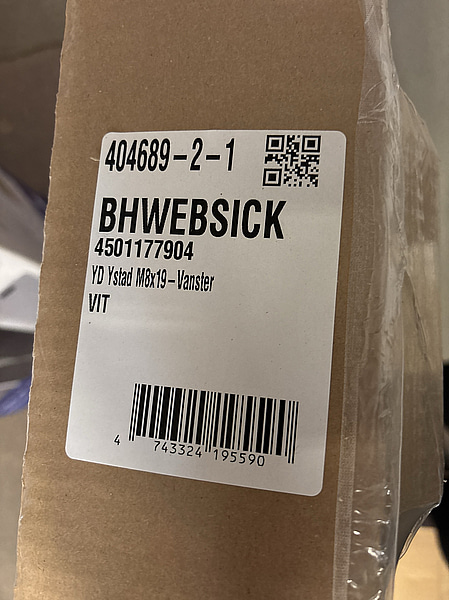 404689-2-1
BHWEBSICK
4501177904
YD Ystad M8x19-Vanster
VIT
4 743324 195590